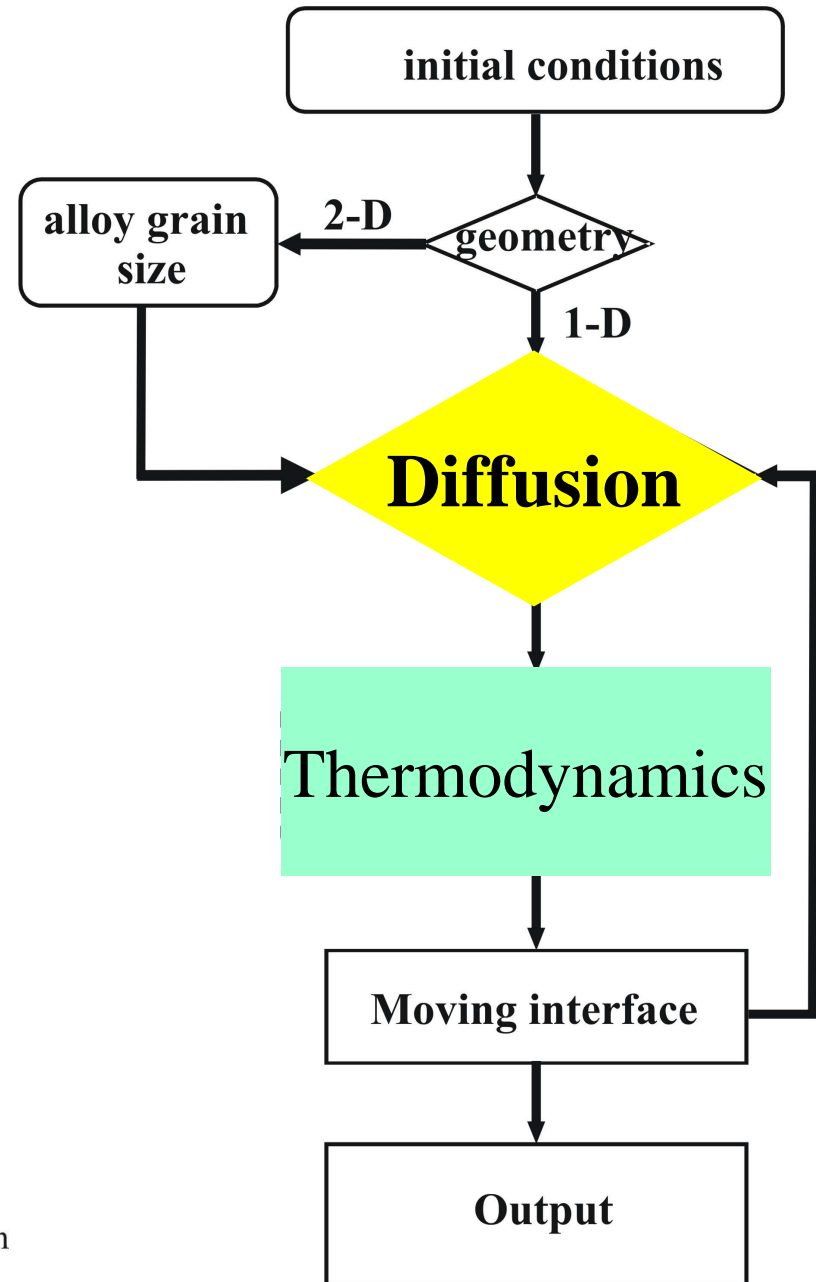 initial conditions
alloy grain
size
2-D
geometry
1-D
Diffusion
Thermodynamics
Moving interface
Output